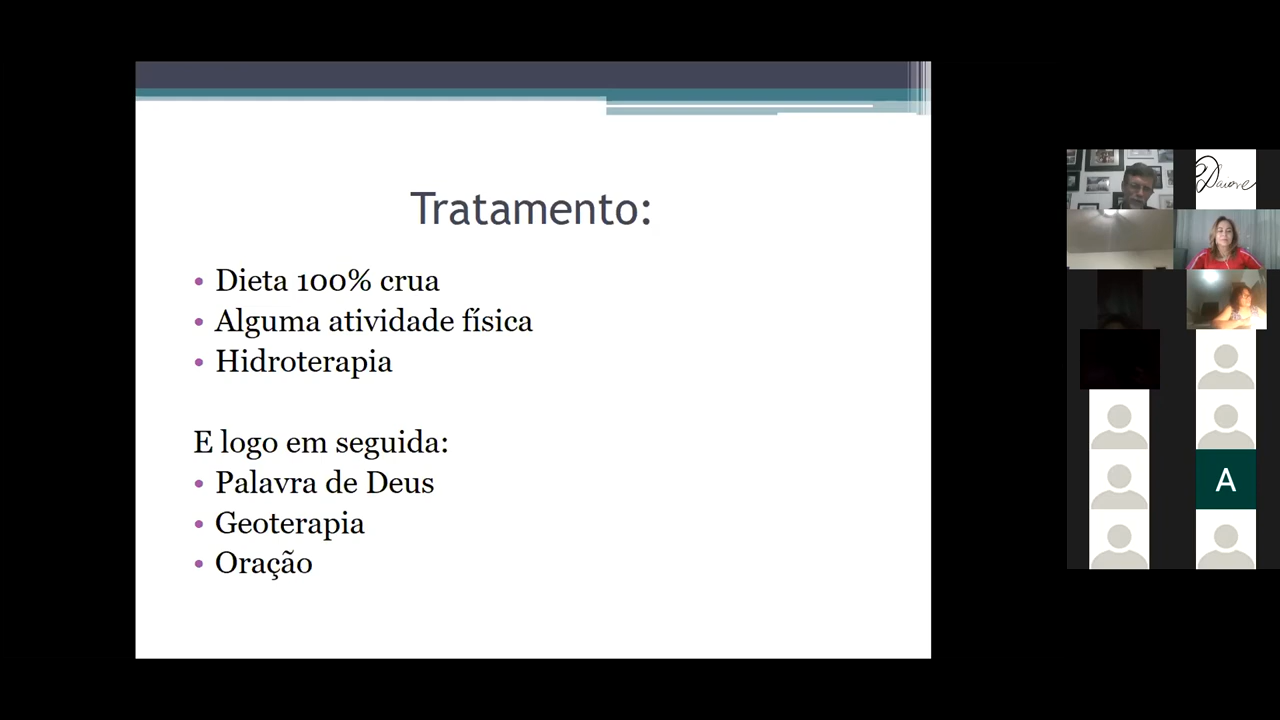 Tratamento:
• Dieta 100% crua
• Alguma atividade física
• Hidroterapia
E logo em seguida:
• Palavra de Deus
• Geoterapia
• Oração
A